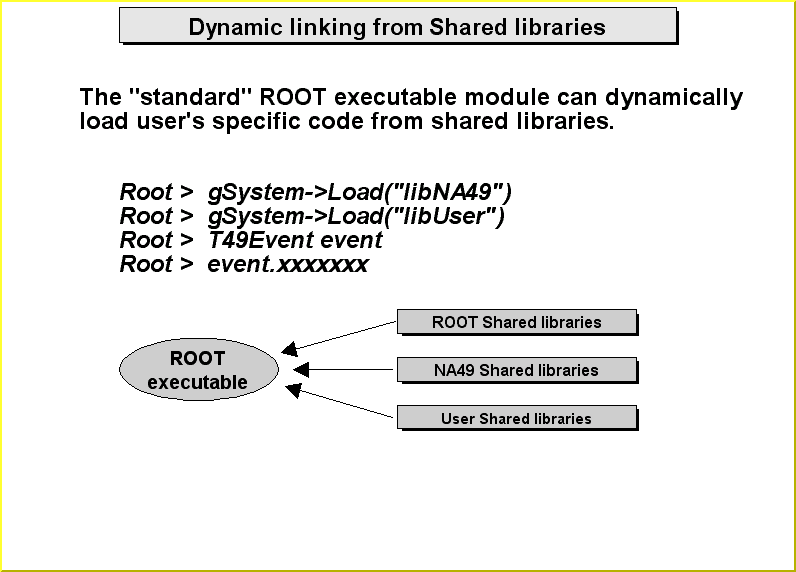 Dynamic linking from Shared libraries
The "standard" ROOT executable module can dynamically
load user's specific code from shared libraries.
Root > gSystem->Load("libNA49")
Root > gSystem->Load("libUser")
Root > T49Event event
Root > event.xxxxxxx
ROOT Shared libraries
ROOT
executable
NA49 Shared libraries
User Shared libraries